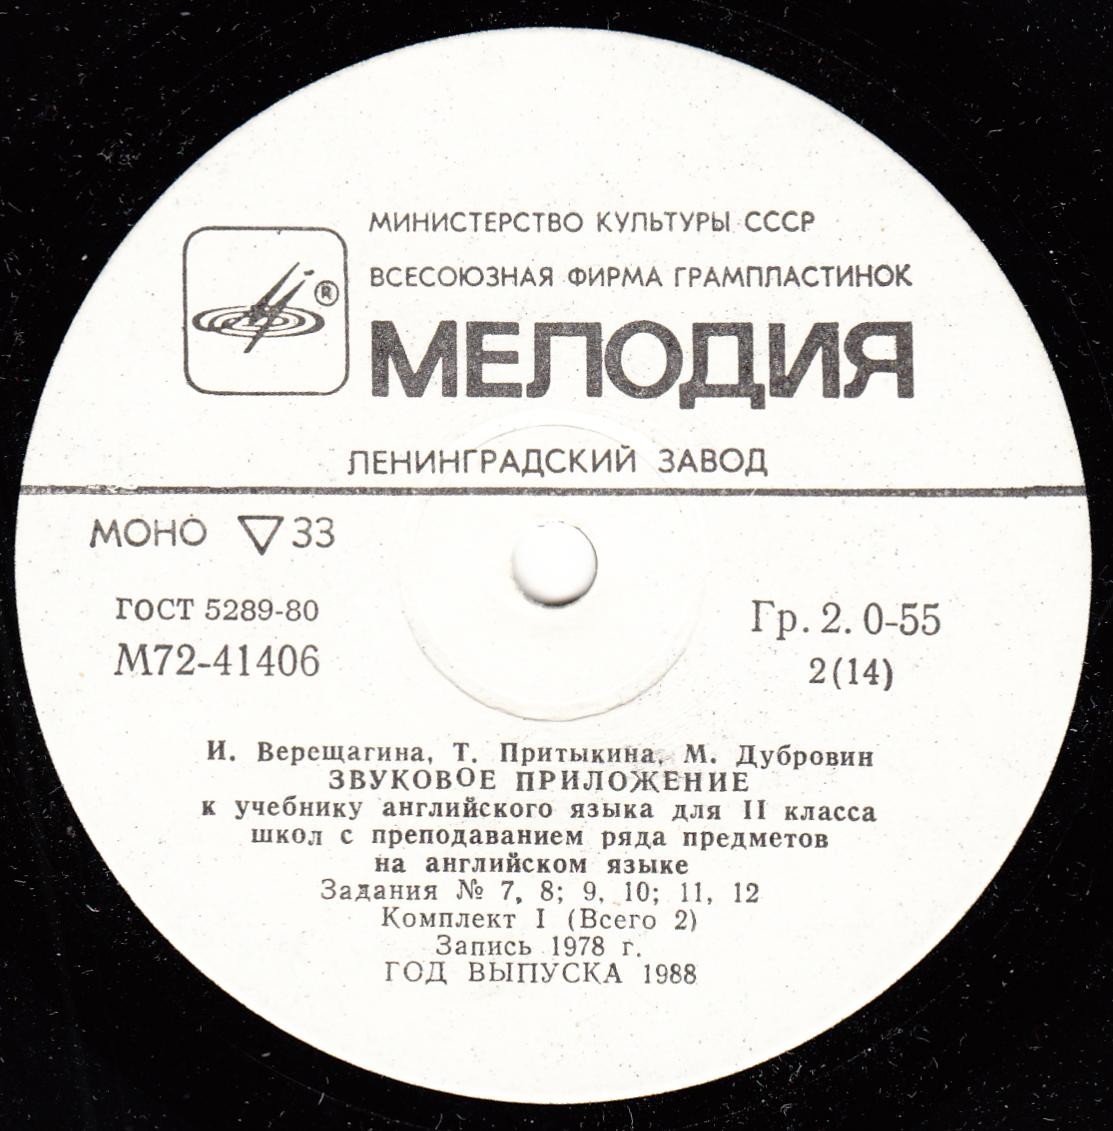 МИНИСТЕРСТВО КУЛЬТУРЫ СССР
ВСЕСОЮЗНАЯ ФИРМА ГРАМПЛАСТИНОК
®
МЕЛОДИЯ
ЛЕНИНГРАДСКИЙ ЗАВОД
МОНО ▽33
ГОСТ 5289-80
М72-41406
Гр. 2. 0-55
2(14)
И. Верещагина, Т. Притыкина, М. Дубровин
ЗВУКОВОЕ ПРИЛОЖЕНИЕ
к учебнику английского языка для II класса
школ с преподаванием ряда предметов
на английском языке
Задания № 7, 8; 9, 10; 11, 12
Комплект I (Всего 2)
Запись 1978 г.
ГОД ВЫПУСКА 1988